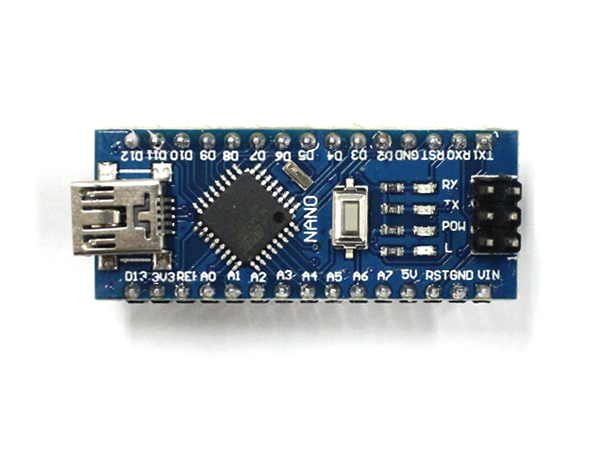 D12 D11 D10 D9 D8 D7 D6 D5 D4 D3 D2 GND RST RX0 TX1
NANO
RX
TX
POW
L
D13 3V3 REF A0 A1 A2 A3 A4 A5 A6 A7 5V RST GND VIN